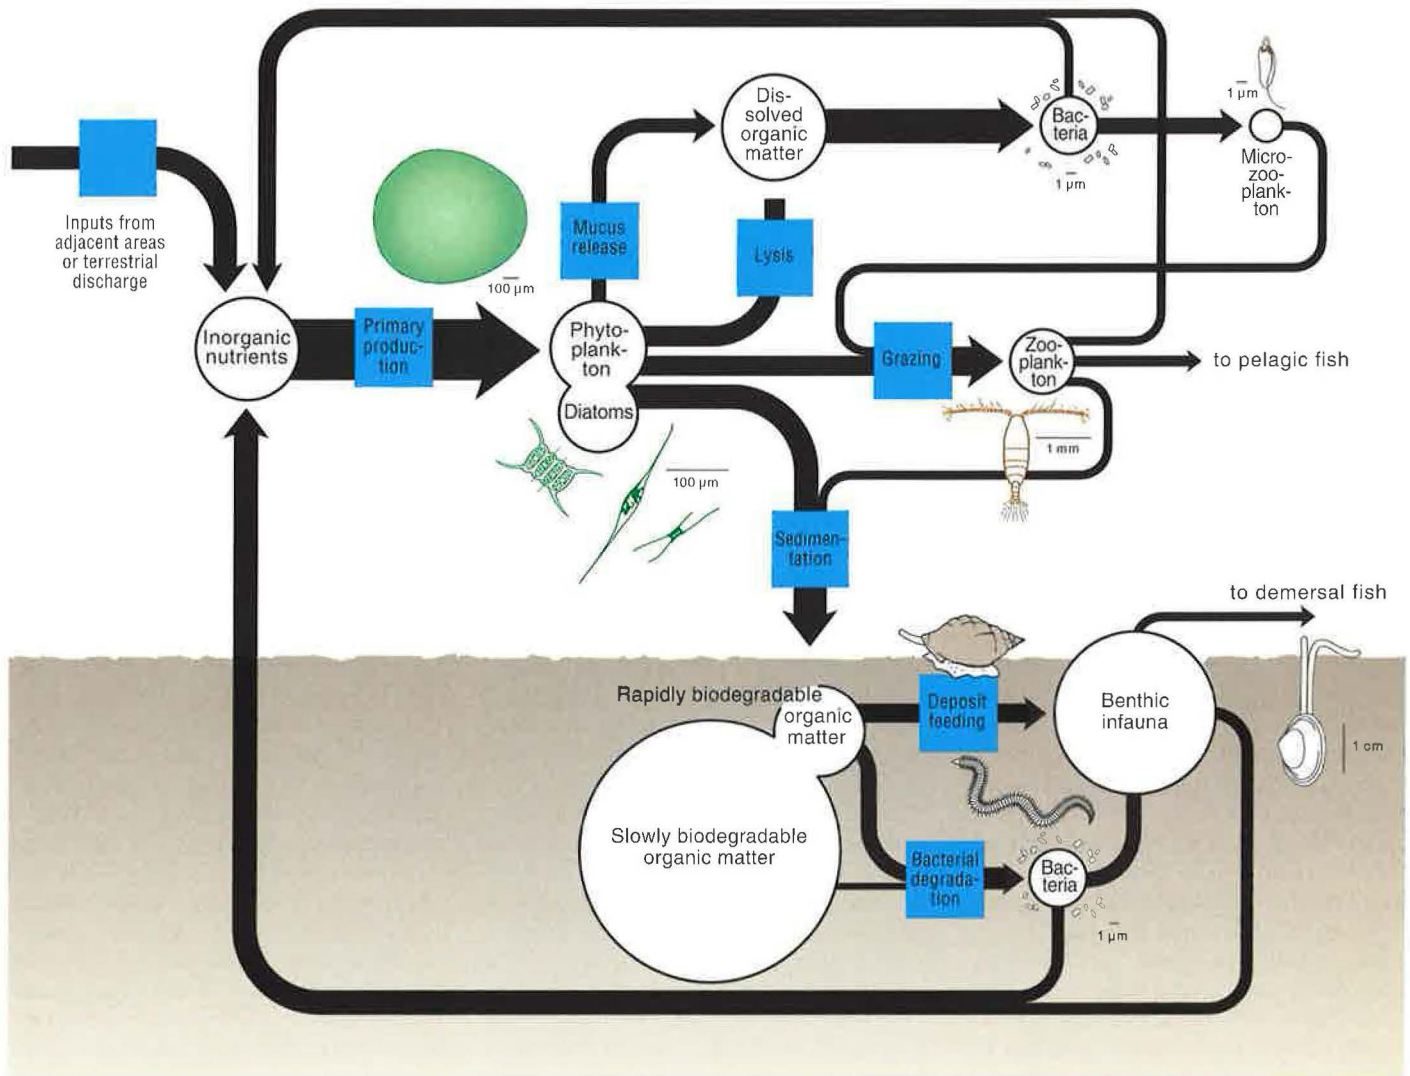 Inputs from
adjacent areas
or terrestrial
discharge
Inorganic
nutrients
Primary
produc-
tion
100 µm
Phyto-
plank-
ton
Diatoms
100 µm
Mucus
release
Lysis
Dis-
solved
organic
matter
Bac-
teria
1 µm
1 µm
Micro-
zoo-
plank-
ton
Grazing
Zoo-
plank-
ton
to pelagic fish
1 mm
Sedimen-
tation
to demersal fish
Rapidly biodegradable
organic
matter
Deposit
feeding
Benthic
infauna
1 cm
Slowly biodegradable
organic matter
Bacterial
degrada-
tion
Bac-
teria
1 µm